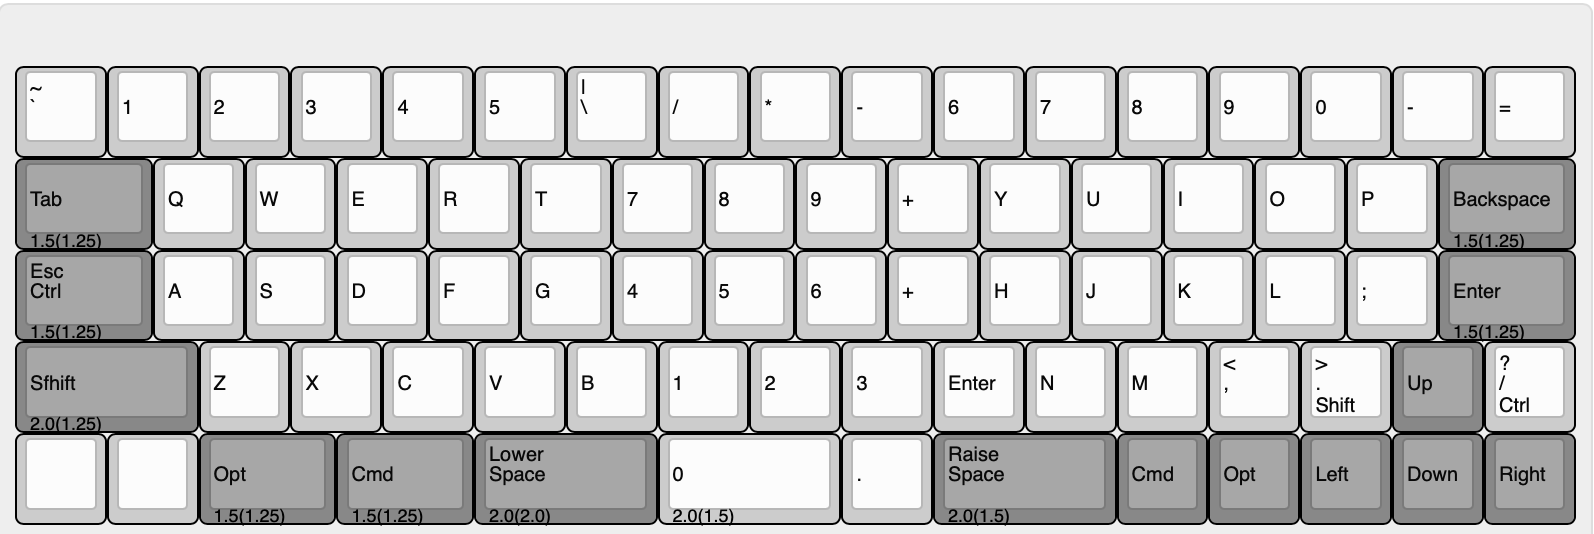 ~
` 1 2 3 4 5 | \ / * - 6 7 8 9 0 - =
Tab Q W E R T 7 8 9 + Y U I O P Backspace
1.5(1.25) 1.5(1.25)
Esc
Ctrl A S D F G 4 5 6 + H J K L ; Enter
1.5(1.25) 1.5(1.25)
Sfhift Z X C V B 1 2 3 Enter N M < , > . Shift Up ? / Ctrl
2.0(1.25)
Opt Cmd Lower Space 0 . Raise Space Cmd Opt Left Down Right
1.5(1.25) 1.5(1.25) 2.0(2.0) 2.0(1.5) 2.0(1.5)